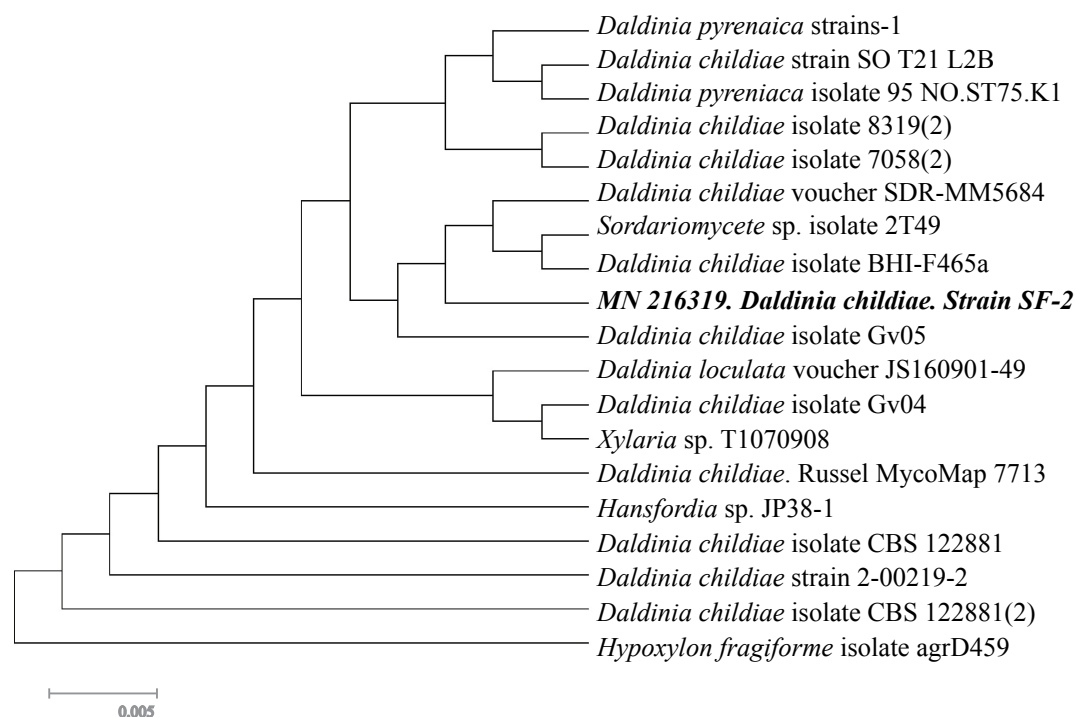 Daldinia pyrenaica strains-1
Daldinia childiae strain SO T21 L2B
Daldinia pyreniaca isolate 95 NO.ST75.K1
Daldinia childiae isolate 8319(2)
Daldinia childiae isolate 7058(2)
Daldinia childiae voucher SDR-MM5684
Sordariomycete sp. isolate 2T49
Daldinia childiae isolate BHI-F465a
MN 216319. Daldinia childiae. Strain SF-2
Daldinia childiae isolate Gv05
Daldinia loculata voucher JS160901-49
Daldinia childiae isolate Gv04
Xylaria sp. T1070908
Daldinia childiae. Russel MycoMap 7713
Hansfordia sp. JP38-1
Daldinia childiae isolate CBS 122881
Daldinia childiae strain 2-00219-2
Daldinia childiae isolate CBS 122881(2)
Hypoxylon fragiforme isolate agrD459
0.005